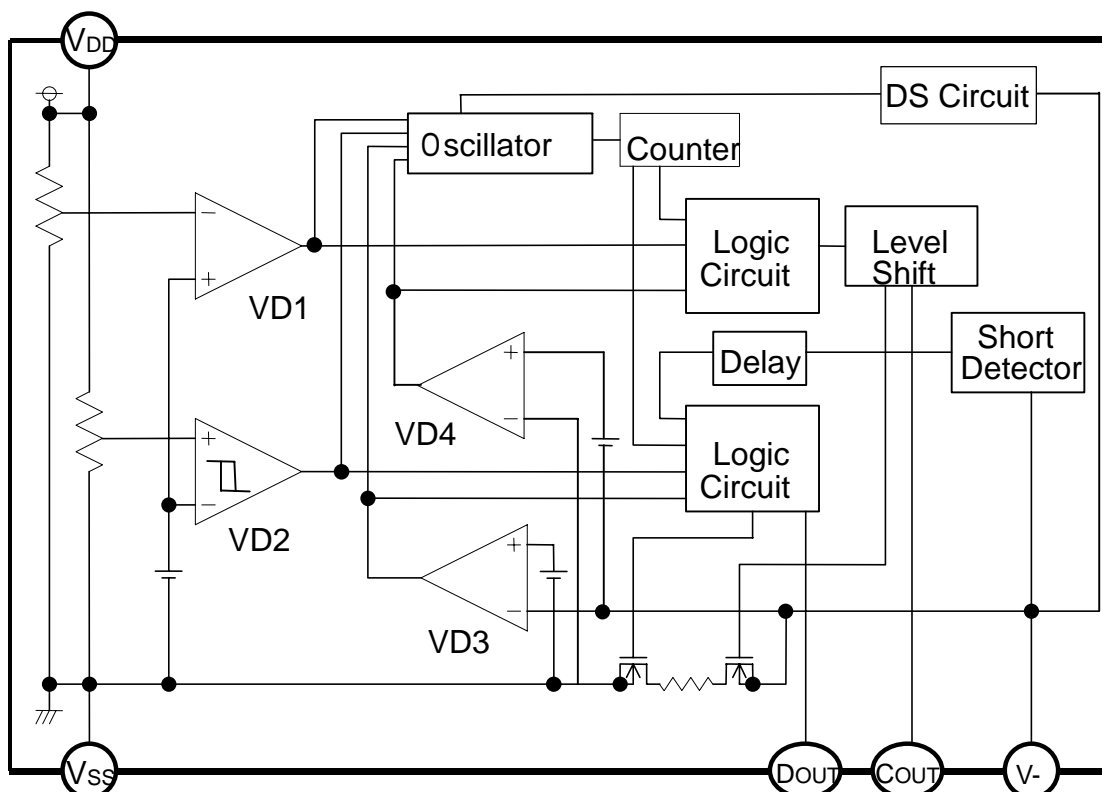 VDD
DS Circuit
Oscillator
Counter
−
+
VD1
Logic
Circuit
Level
Shift
+
−
VD4
Delay
Short
Detector
+
−
VD2
Logic
Circuit
+
−
VD3
VSS
DOUT
COUT
V-